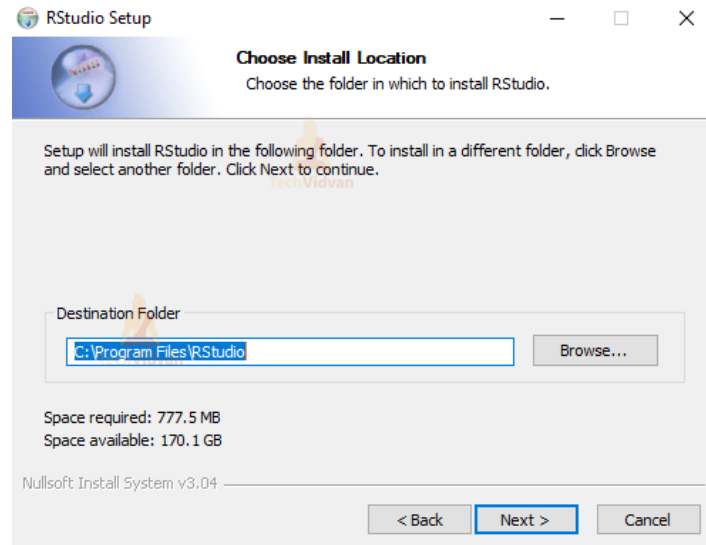 RStudio Setup
Choose Install Location
Choose the folder in which to install RStudio.
Setup will install RStudio in the following folder. To install in a different folder, click Browse
and select another folder. Click Next to continue.
TechVidvan
Destination Folder
C:\Program Files\RStudio
Browse...
Vidvan
Space required: 777.5 MB
Space available: 170.1 GB
Nullsoft Install System v3.04
< Back
Next >
Cancel